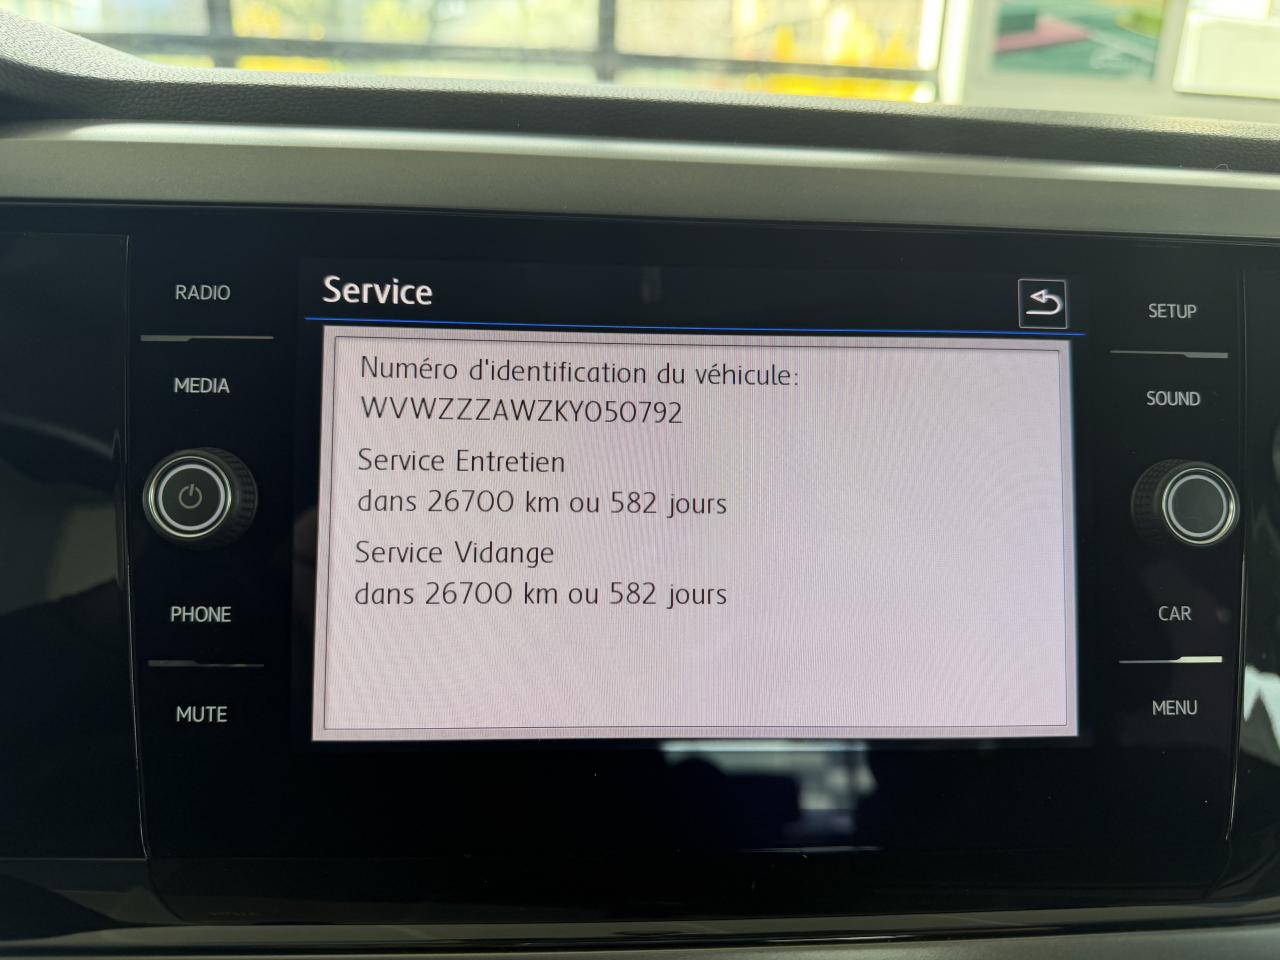 Service
RADIO
MEDIA
PHONE
MUTE
Numéro d'identification du véhicule:
WVWZZZAWZKY050792
Service Entretien
dans 26700 km ou 582 jours
Service Vidange
dans 26700 km ou 582 jours
SETUP
SOUND
CAR
MENU